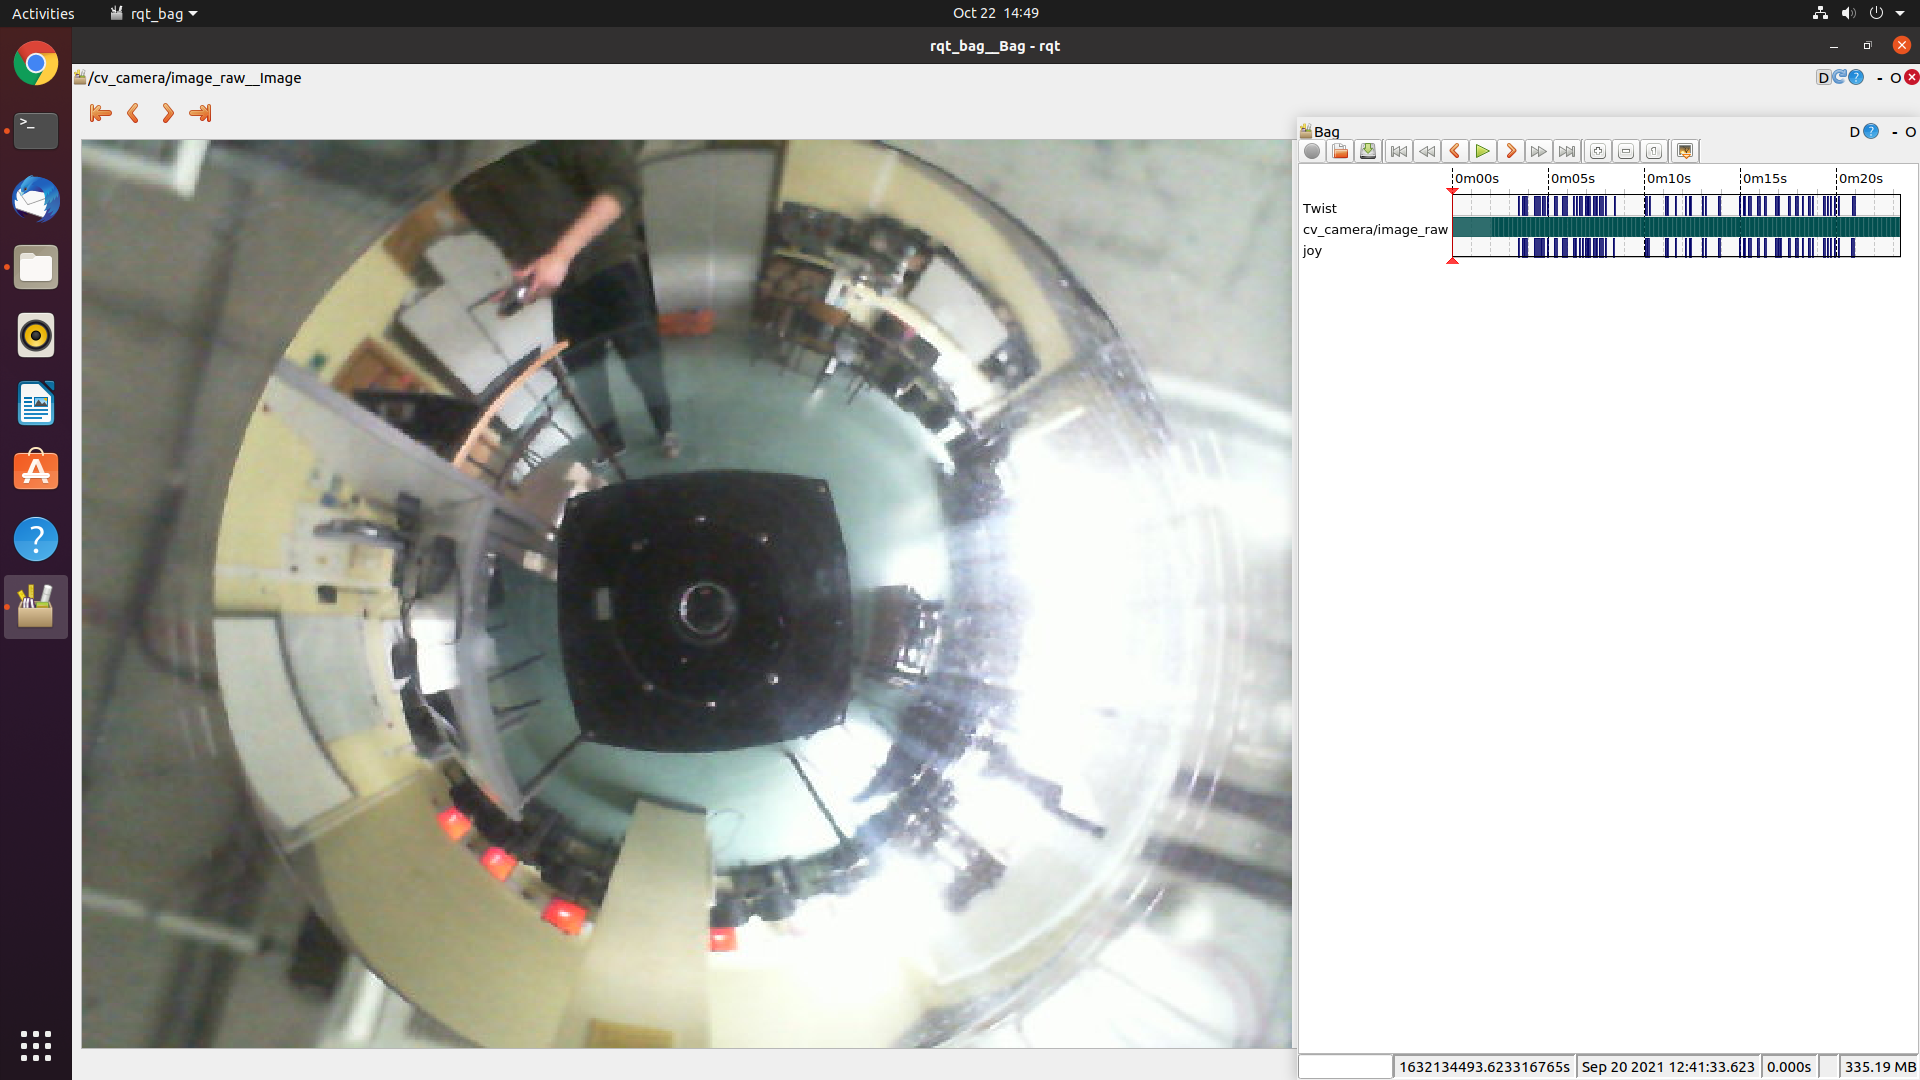 Activities
rqt_bag
Oct 22 14:49
rqt_bag__Bag - rqt
/cv_camera/image_raw__Image
D
?
- O
Bag
D
?
- O
0m00s 0m05s 0m10s 0m15s 0m20s
Twist
cv_camera/image_raw
joy
>_
?
1632134493.623316765s
Sep 20 2021 12:41:33.623
0.000s
335.19 MB